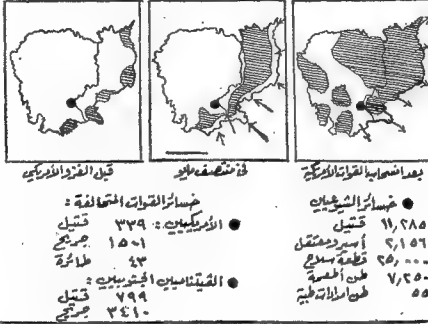 قبل الغزو الأمريكي
في منتصف مايو
بعد انسحاب القوات الأمريكية
خسائر القوات المتحالفة :
● الأمريكيين : ٣٣٩ قتيل
١٥٠١ جريح
٤٣ طائرة
● الفيتناميين الجنوبيين :
٧٩٩ قتيل
٣٤١٠ جريح
● خسائر الشيوعيين
١١,٢٨٥ قتيل
٢,١٥٦ أسير ومعتقل
٢٥,٠٠٠ قطعة سلاح
٧,٢٥٠ طن أطعمة
٥٥ طن امدادات طبية